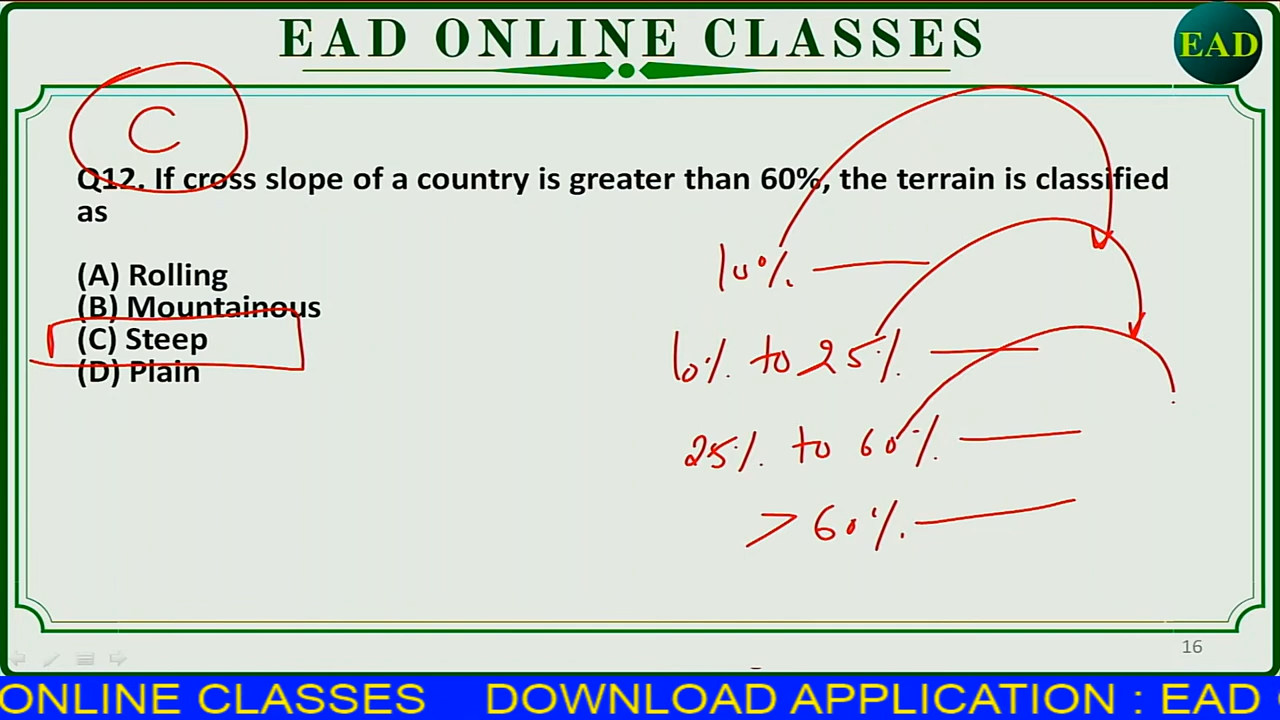 EAD ONLINE CLASSES
EAD
C
Q12. If cross slope of a country is greater than 60%, the terrain is classified
as
(A) Rolling
(B) Mountainous
(C) Steep
(D) Plain
10%
10% to 25%
25% to 60%
>60%
16
ONLINE CLASSES DOWNLOAD APPLICATION : EAD